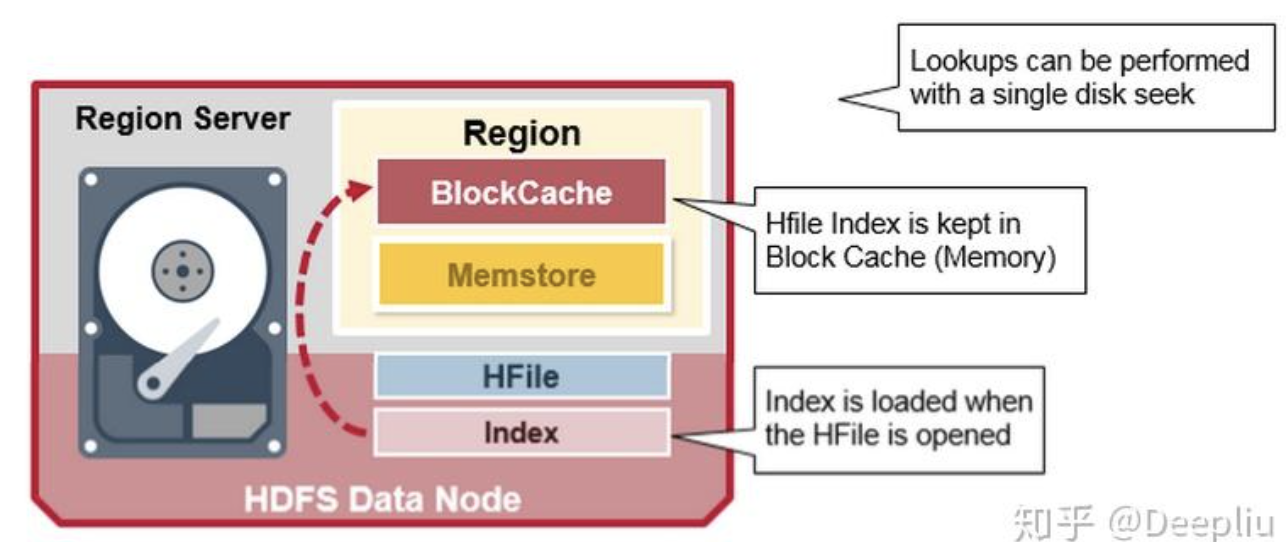 Lookups can be performed
with a single disk seek
Region Server
Region
BlockCache
Hfile Index is kept in
Block Cache (Memory)
Memstore
HFile
Index
Index is loaded when
the HFile is opened
HDFS Data Node
知乎 @Deepliu